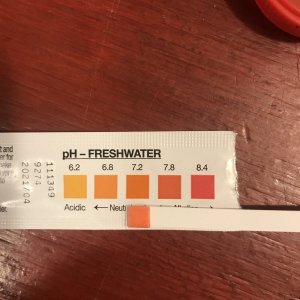 pH – FRESHWATER
6.2 6.8 7.2 7.8 8.4
Acidic ← Neut
111349
9274
2021/04
t and
er for